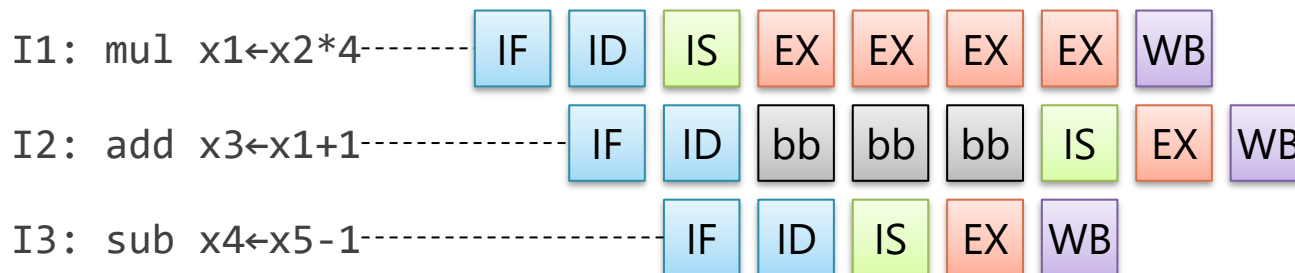 I1: mul x1←x2*4 IF ID IS EX EX EX EX WB
I2: add x3←x1+1 IF ID bb bb bb IS EX WB
I3: sub x4←x5-1 IF ID IS EX WB